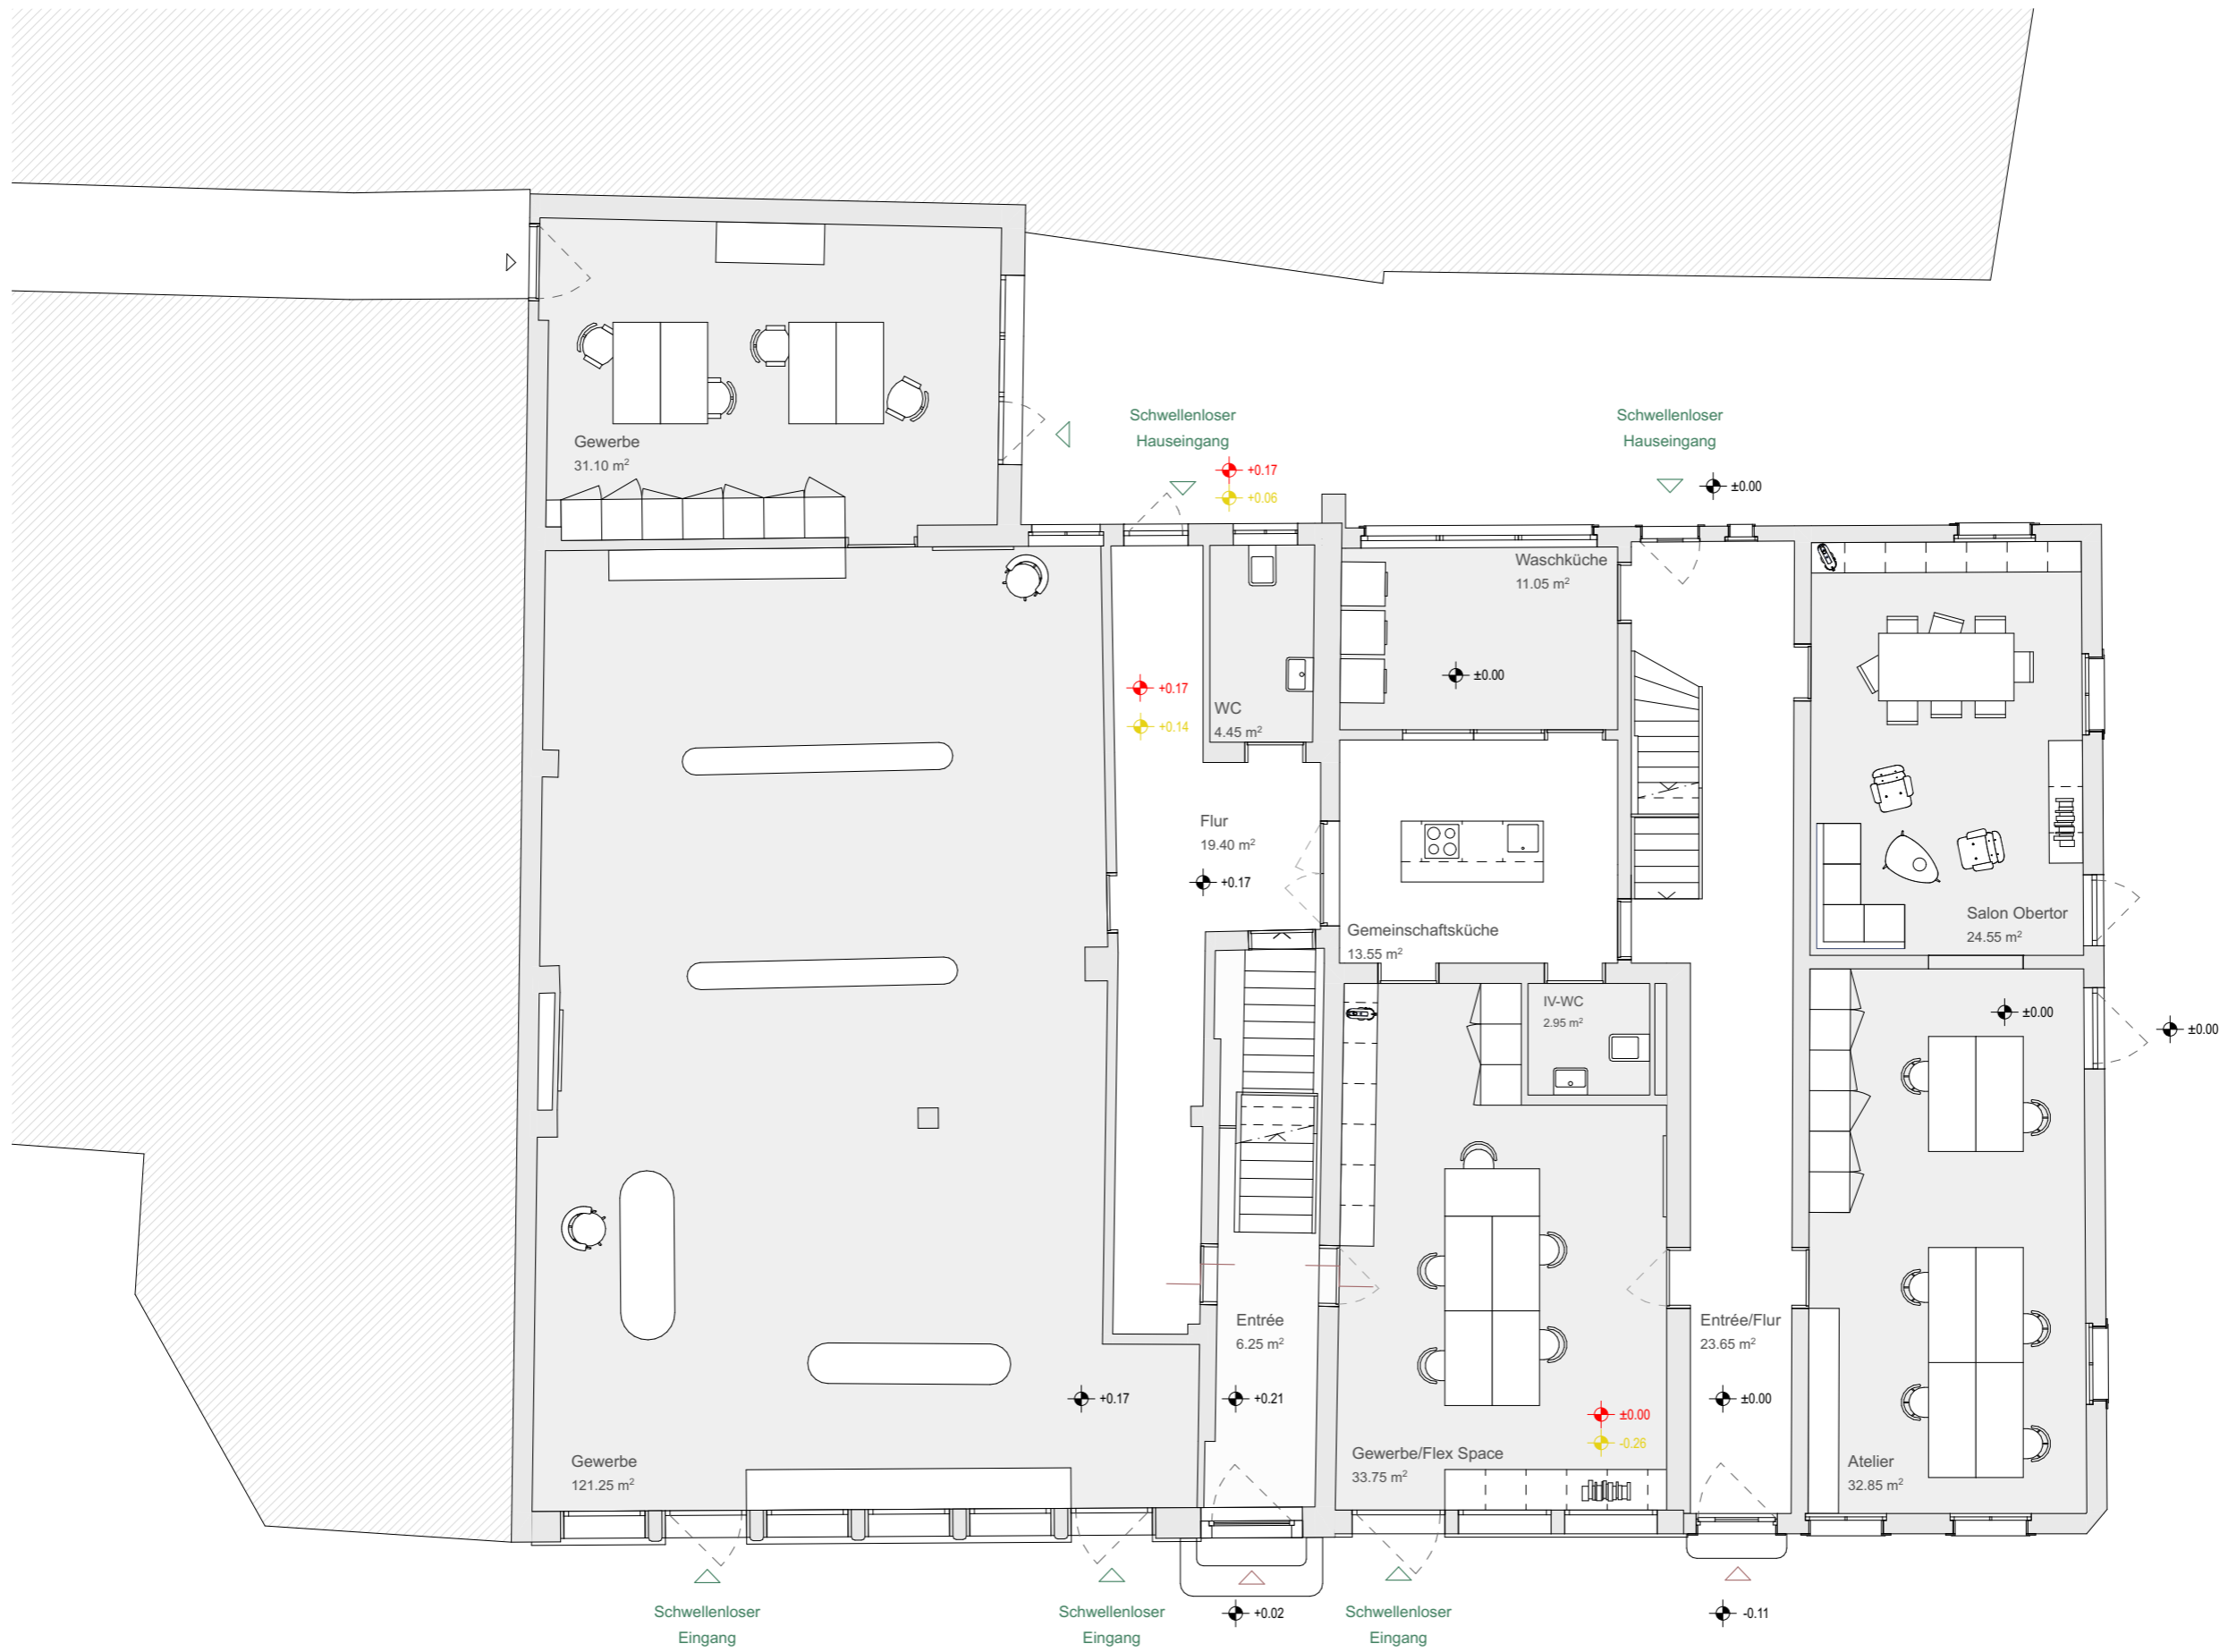 Schwellenloser
Hauseingang
Schwellenloser
Hauseingang
Gewerbe
31.10 m²
+0.17
+0.06
±0.00
Waschküche
11.05 m²
±0.00
+0.17
+0.14
WC
4.45 m²
Flur
19.40 m²
+0.17
Gemeinschaftsküche
13.55 m²
Salon Obertor
24.55 m²
IV-WC
2.95 m²
±0.00
±0.00
Entrée
6.25 m²
Entrée/Flur
23.65 m²
+0.17
+0.21
±0.00
±0.00
-0.26
Gewerbe
121.25 m²
Gewerbe/Flex Space
33.75 m²
Atelier
32.85 m²
Schwellenloser
Eingang
Schwellenloser
Eingang
+0.02
Schwellenloser
Eingang
-0.11